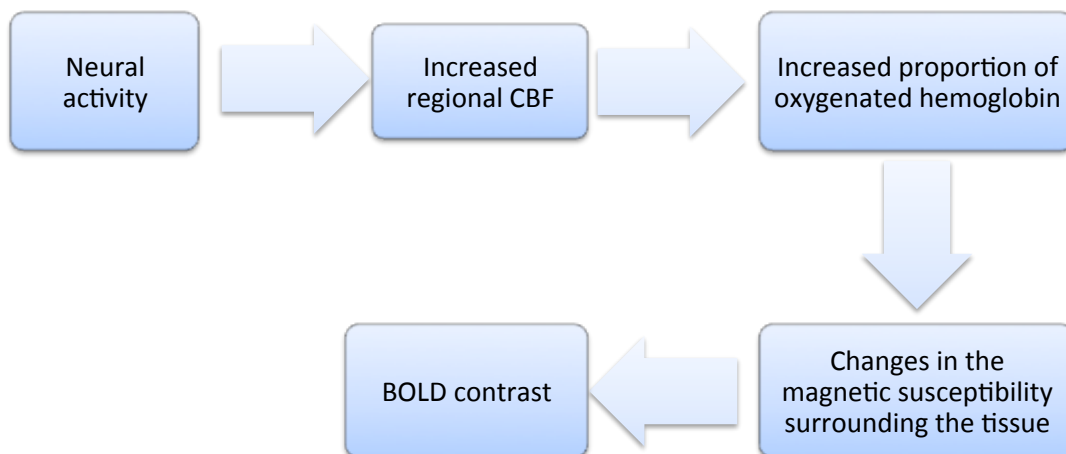 Neural
activity
Increased
regional CBF
Increased proportion of
oxygenated hemoglobin
Changes in the
magnetic susceptibility
surrounding the tissue
BOLD contrast